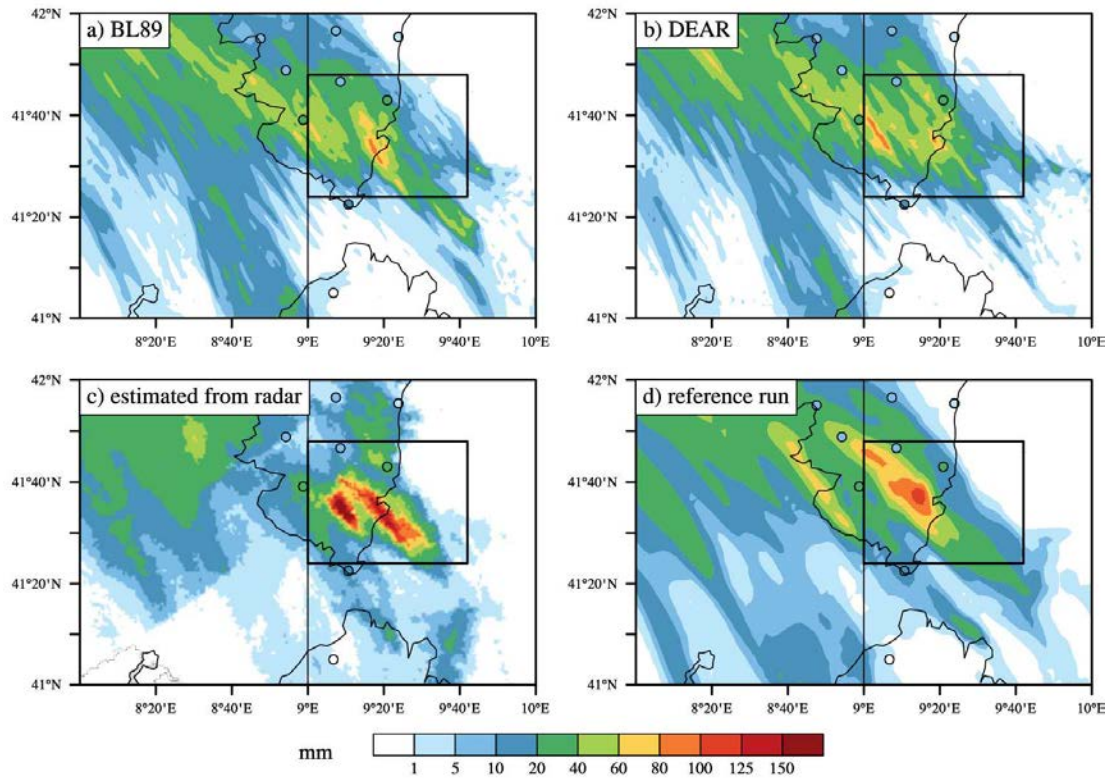 a) BL89
b) DEAR
42°N
41°40'N
41°20'N
41°N
8°20'E
8°40'E
9°E
9°20'E
9°40'E
10°E
42°N
41°40'N
41°20'N
41°N
8°20'E
8°40'E
9°E
9°20'E
9°40'E
10°E
c) estimated from radar
d) reference run
42°N
41°40'N
41°20'N
41°N
8°20'E
8°40'E
9°E
9°20'E
9°40'E
10°E
42°N
41°40'N
41°20'N
41°N
8°20'E
8°40'E
9°E
9°20'E
9°40'E
10°E
mm
1 5 10 20 40 60 80 100 125 150